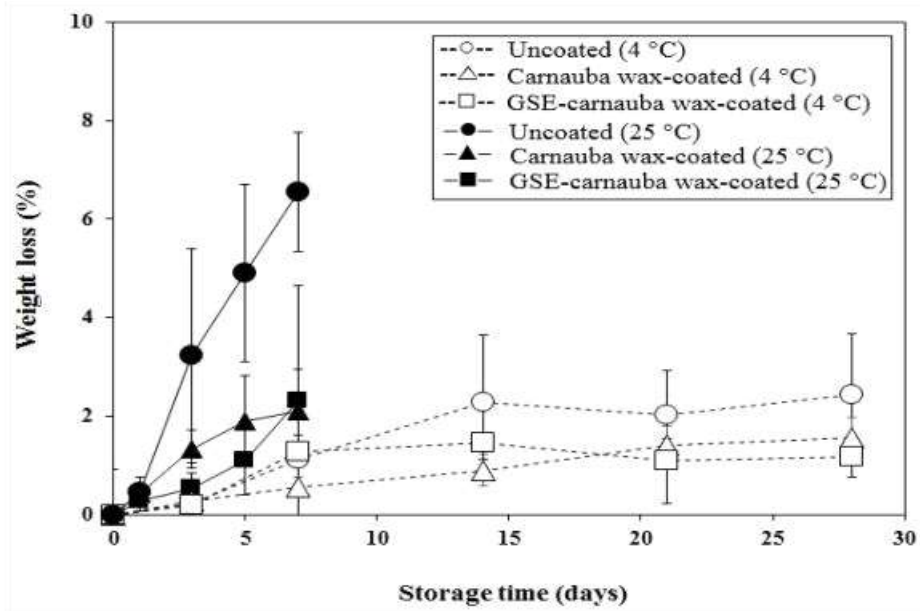 10
8
6
4
2
0
Weight loss (%)
Uncoated (4 °C)
Carnauba wax-coated (4 °C)
GSE-carnauba wax-coated (4 °C)
Uncoated (25 °C)
Carnauba wax-coated (25 °C)
GSE-carnauba wax-coated (25 °C)
0 5 10 15 20 25 30
Storage time (days)